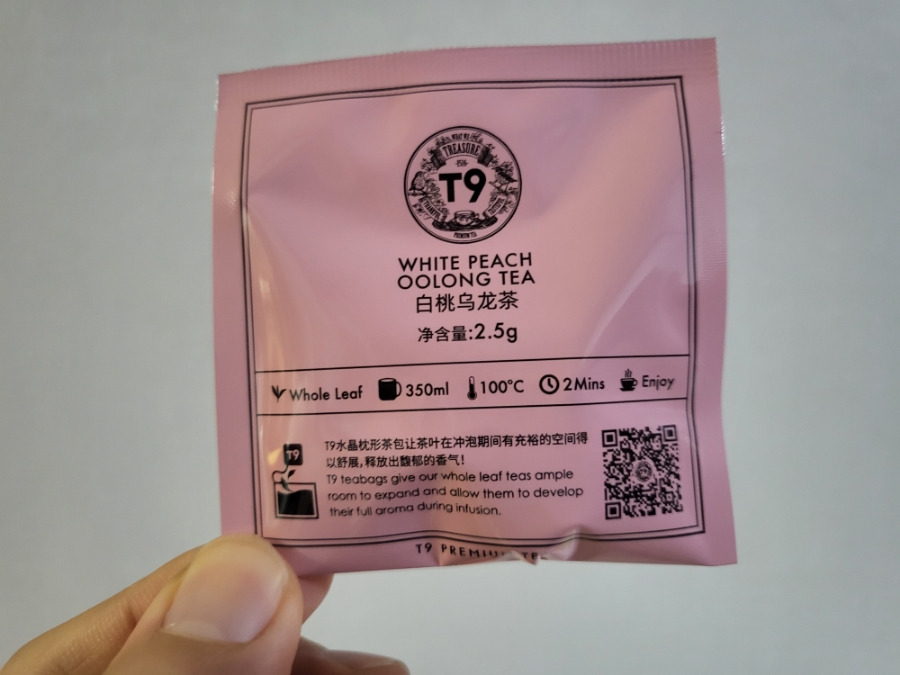 TREASURE
T9
WHITE PEACH
OOLONG TEA
白桃乌龙茶
净含量:2.5g
Whole Leaf 350ml 100°C 2Mins Enjoy
T9
T9水晶枕形茶包让茶叶在冲泡期间有充裕的空间得
以舒展,释放出馥郁的香气!
T9 teabags give our whole leaf teas ample
room to expand and allow them to develop
their full aroma during infusion.
T9 PREMIUM TEA